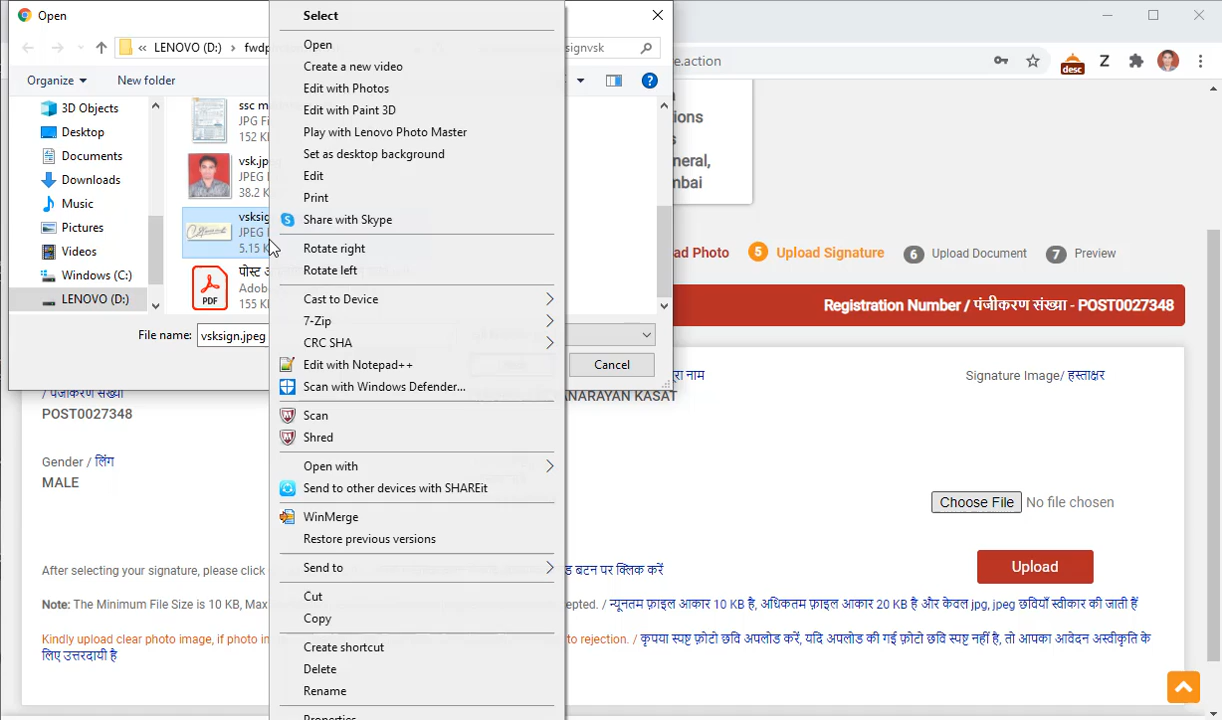 Open
Select
LENOVO (D:)
fwdp
signvsk
e.action
Organize
New folder
3D Objects
Desktop
Documents
Downloads
Music
Pictures
Videos
Windows (C:)
LENOVO (D:)
ssc m
JPG Fi
152 K
vsk.jp
JPEG
38.2 K
vsksig
JPEG
5.15 K
पोस्ट
Adob
155 K
PDF
File name:
vsksign.jpeg
Cancel
Open
Create a new video
Edit with Photos
Edit with Paint 3D
Play with Lenovo Photo Master
Set as desktop background
Edit
Print
Share with Skype
Rotate right
Rotate left
Cast to Device
7-Zip
CRC SHA
Edit with Notepad++
Scan with Windows Defender...
Scan
Shred
Open with
Send to other devices with SHAREit
WinMerge
Restore previous versions
Send to
Cut
Copy
Create shortcut
Delete
Rename
Properties
desc
Z
ions
neral,
nbai
ad Photo
5 Upload Signature
6 Upload Document
7 Preview
Registration Number / पंजीकरण संख्या - POST0027348
/ पंजीकरण संख्या
POST0027348
पूरा नाम
ANARAYAN KASAT
Signature Image/ हस्ताक्षर
Gender / लिंग
MALE
Choose File No file chosen
Upload
After selecting your signature, please click
बटन पर क्लिक करें
Note: The Minimum File Size is 10 KB, Max
epted. / न्यूनतम फ़ाइल आकार 10 KB है, अधिकतम फ़ाइल आकार 20 KB है और केवल jpg, jpeg छवियाँ स्वीकार की जाती हैं
Kindly upload clear photo image, if photo in
to rejection. / कृपया स्पष्ट फ़ोटो छवि अपलोड करें, यदि अपलोड की गई फ़ोटो छवि स्पष्ट नहीं है, तो आपका आवेदन अस्वीकृति के
लिए उत्तरदायी है